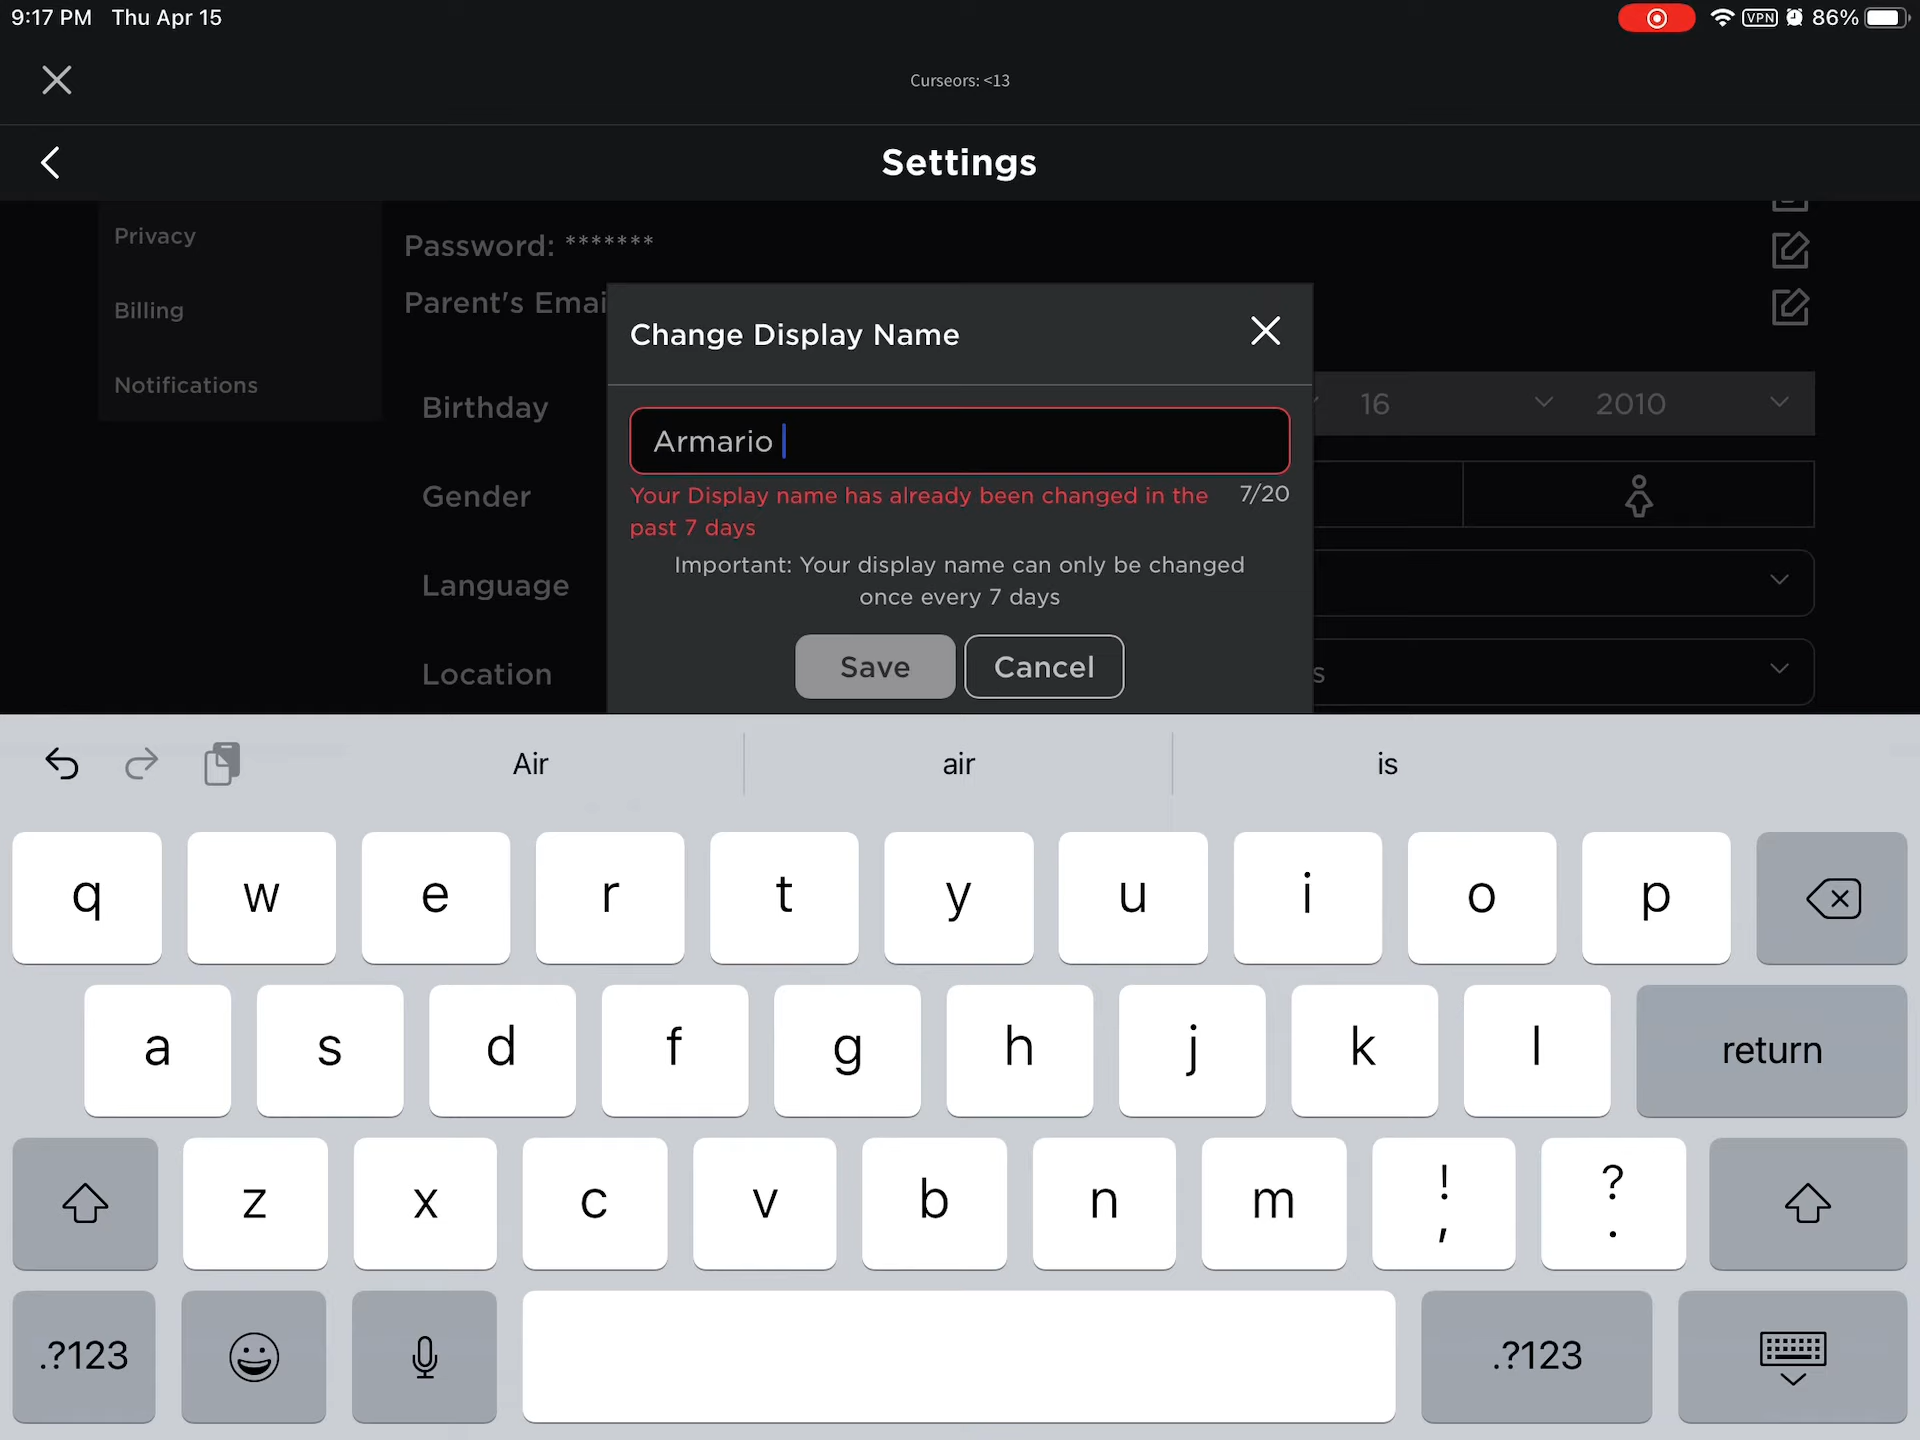 9:17 PM Thu Apr 15
VPN 86%
Curseors: <13
Settings
Privacy
Billing
Notifications
Password: *******
Parent's Emai
Change Display Name
Armario
Your Display name has already been changed in the
past 7 days
7/20
Important: Your display name can only be changed
once every 7 days
Save Cancel
Birthday
16 2010
Gender
Language
Location
s
Air air is
q w e r t y u i o p
a s d f g h j k l return
z x c v b n m ! , ? .
.?123 .?123